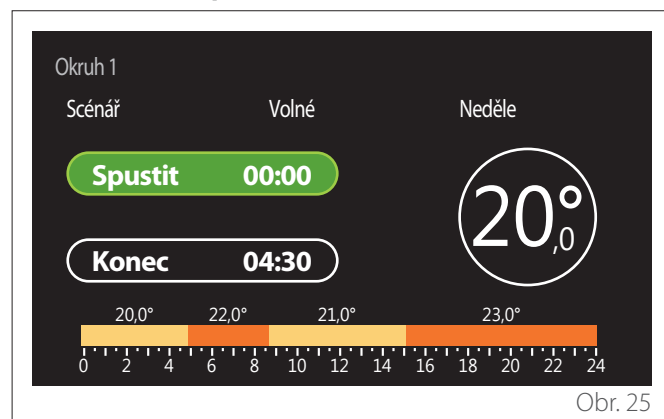 Okruh 1
Scénář Volné Neděle
Spustit 00:00
20,0°
Konec 04:30
20,0° 22,0° 21,0° 23,0°
0 2 4 6 8 10 12 14 16 18 20 22 24
Obr. 25